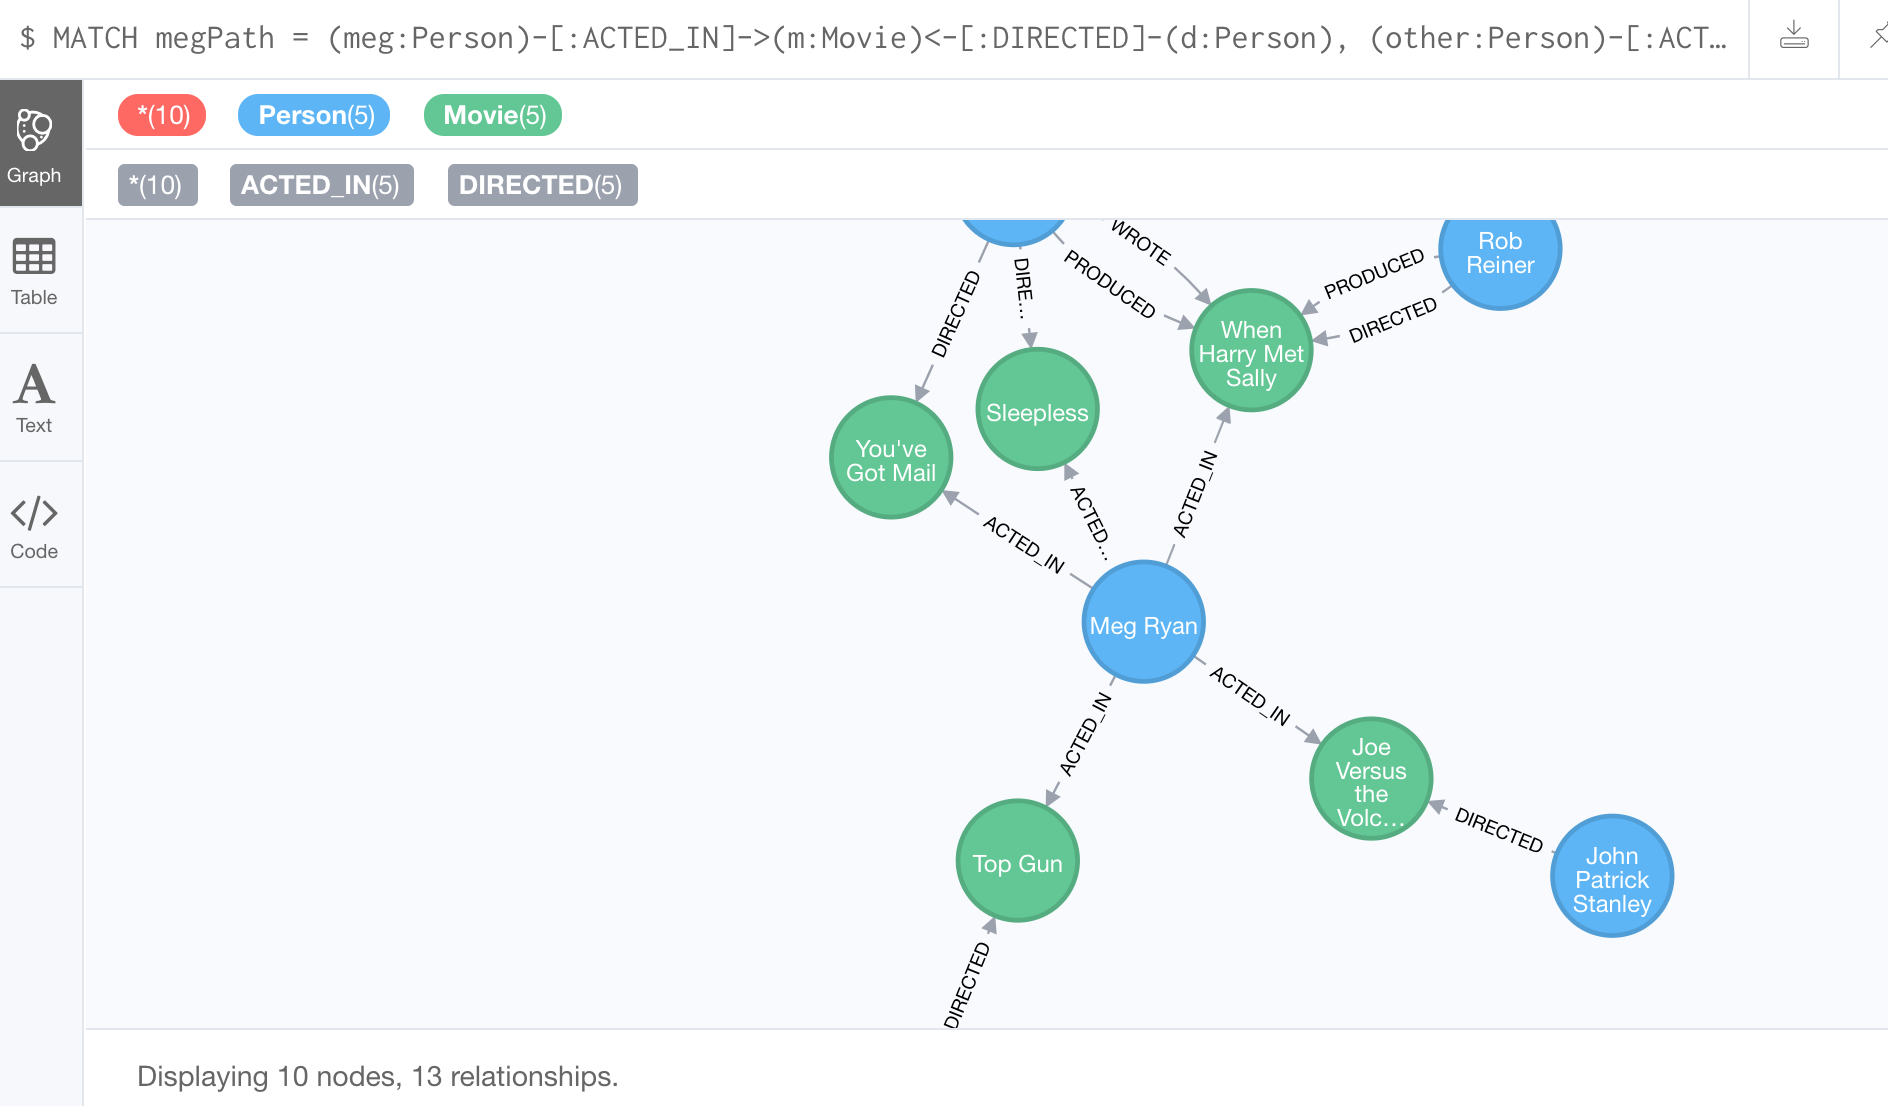 $ MATCH megPath = (meg:Person)-[:ACTED_IN]->(m:Movie)<-[:DIRECTED]-(d:Person), (other:Person)-[:ACT…
*(10) Person(5) Movie(5)
*(10) ACTED_IN(5) DIRECTED(5)
Graph
Table
Text
Code
WROTE
PRODUCED
DIRE…
DIRECTED
Rob
Reiner
PRODUCED
DIRECTED
When
Harry Met
Sally
Sleepless
You've
Got Mail
ACTED_IN
ACTED…
ACTED_IN
Meg Ryan
ACTED_IN
ACTED_IN
Joe
Versus
the
Volc…
DIRECTED
John
Patrick
Stanley
Top Gun
DIRECTED
Displaying 10 nodes, 13 relationships.